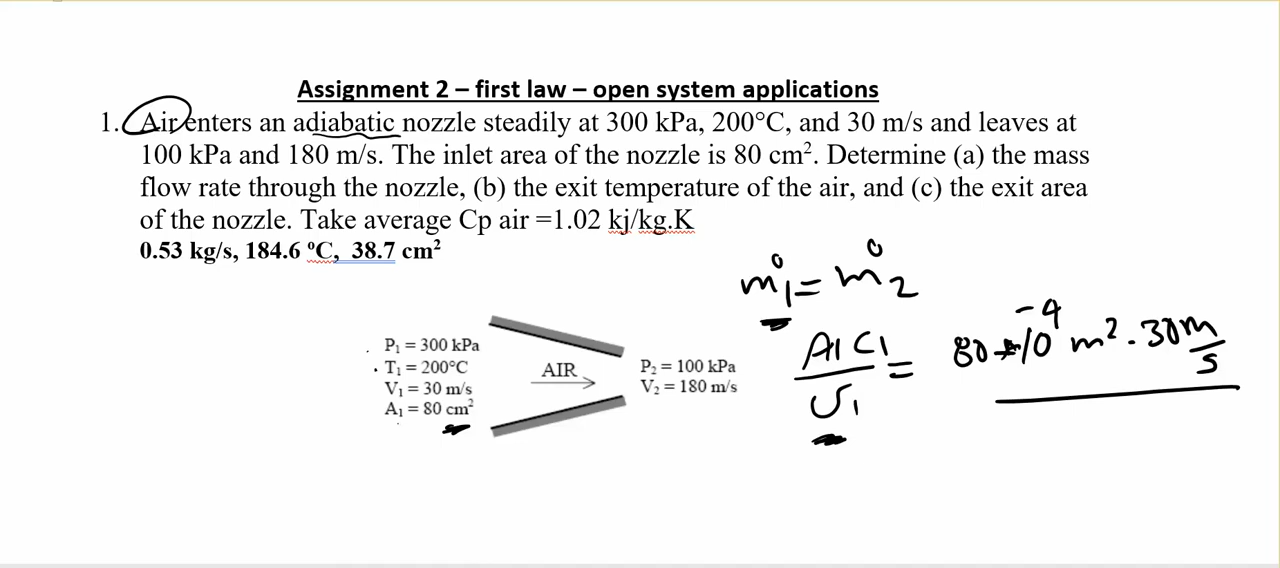 Assignment 2 – first law – open system applications
1. Air enters an adiabatic nozzle steadily at 300 kPa, 200°C, and 30 m/s and leaves at
100 kPa and 180 m/s. The inlet area of the nozzle is 80 cm². Determine (a) the mass
flow rate through the nozzle, (b) the exit temperature of the air, and (c) the exit area
of the nozzle. Take average Cp air =1.02 kj/kg.K
0.53 kg/s, 184.6 ºC, 38.7 cm²
ṁ1 = ṁ2
P₁ = 300 kPa
T₁ = 200°C
V₁ = 30 m/s
A₁ = 80 cm²
AIR
P₂ = 100 kPa
V₂ = 180 m/s
A1 C1 = 80*10⁻⁴ m² . 30 m/s
υ1